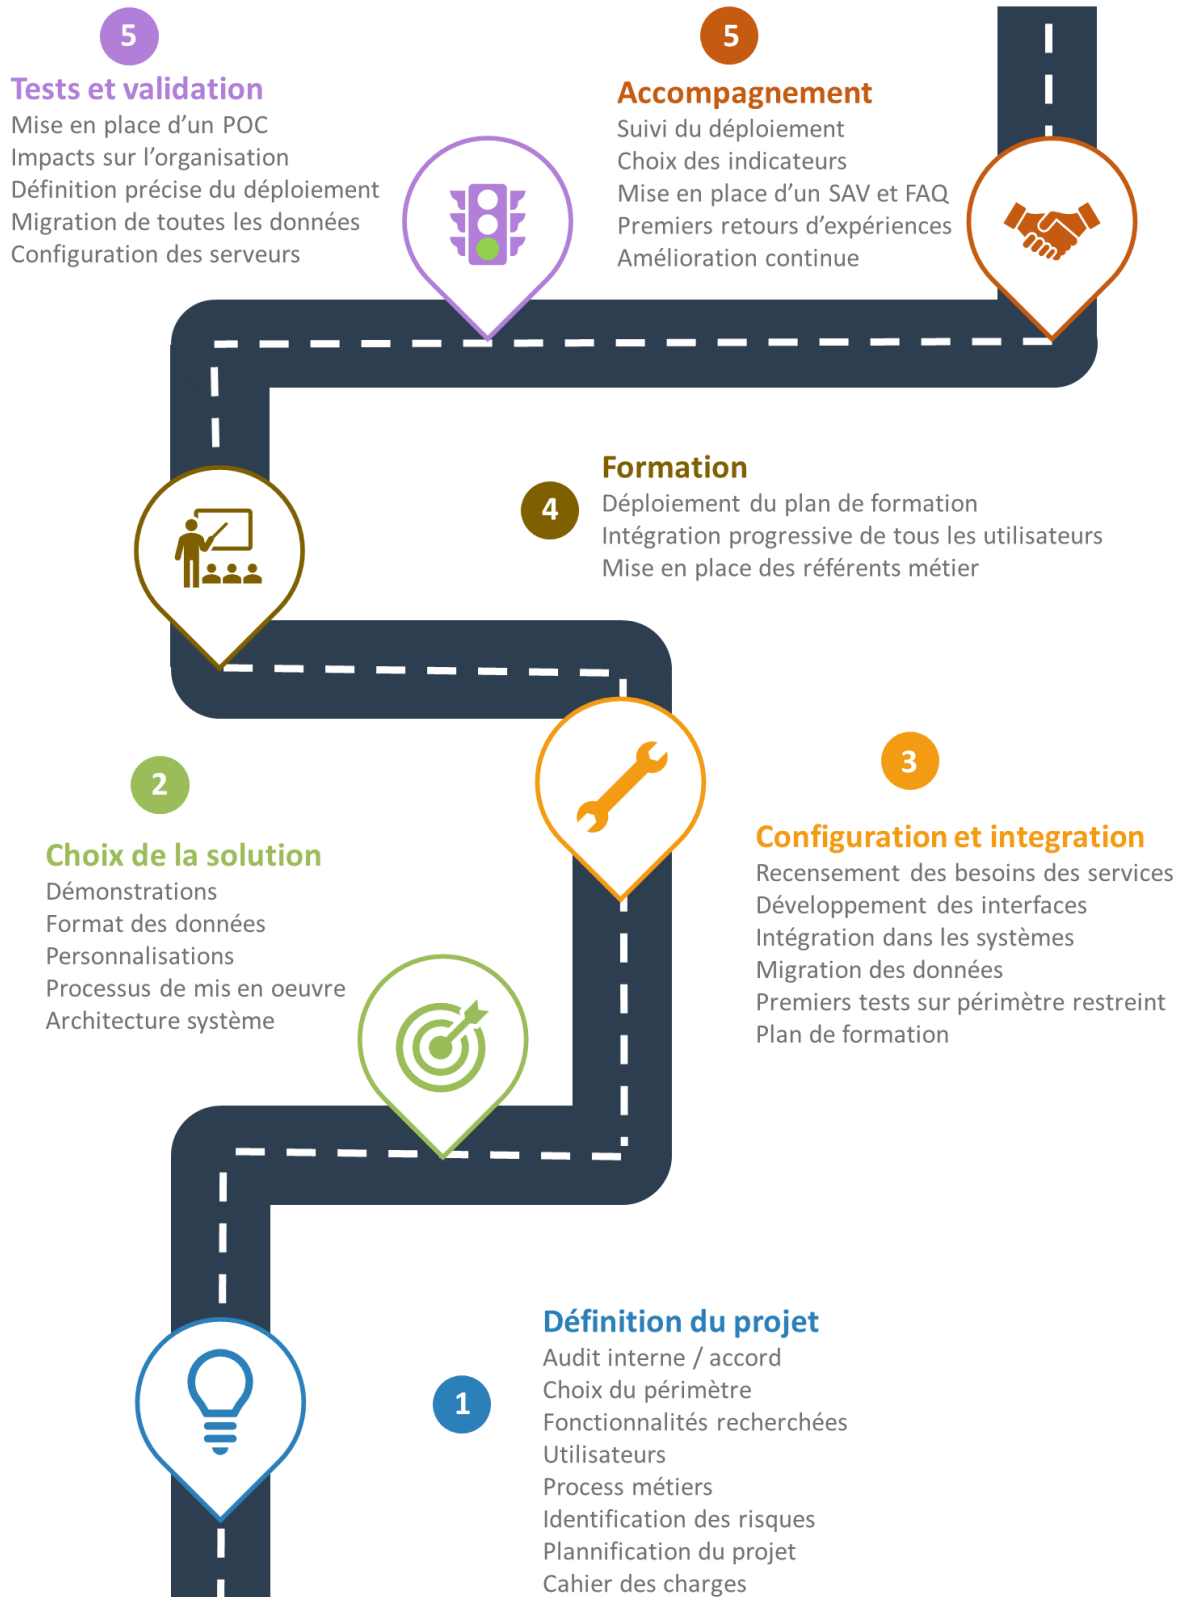 5
Tests et validation
Mise en place d’un POC
Impacts sur l’organisation
Définition précise du déploiement
Migration de toutes les données
Configuration des serveurs
5
Accompagnement
Suivi du déploiement
Choix des indicateurs
Mise en place d’un SAV et FAQ
Premiers retours d’expériences
Amélioration continue
4
Formation
Déploiement du plan de formation
Intégration progressive de tous les utilisateurs
Mise en place des référents métier
2
Choix de la solution
Démonstrations
Format des données
Personnalisations
Processus de mis en oeuvre
Architecture système
3
Configuration et integration
Recensement des besoins des services
Développement des interfaces
Intégration dans les systèmes
Migration des données
Premiers tests sur périmètre restreint
Plan de formation
1
Définition du projet
Audit interne / accord
Choix du périmètre
Fonctionnalités recherchées
Utilisateurs
Process métiers
Identification des risques
Plannification du projet
Cahier des charges